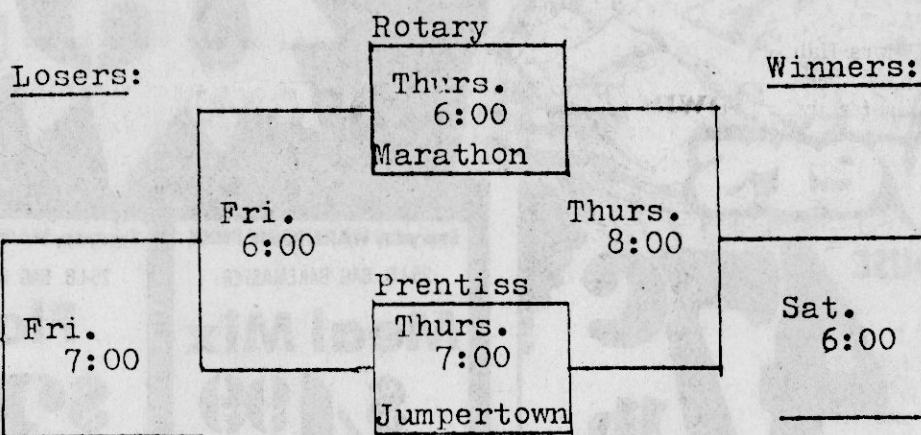 Rotary
Losers:
Winners:
Thurs.
6:00
Marathon
Fri.
6:00
Thurs.
8:00
Prentiss
Thurs.
7:00
Jumpertown
Fri.
7:00
Sat.
6:00